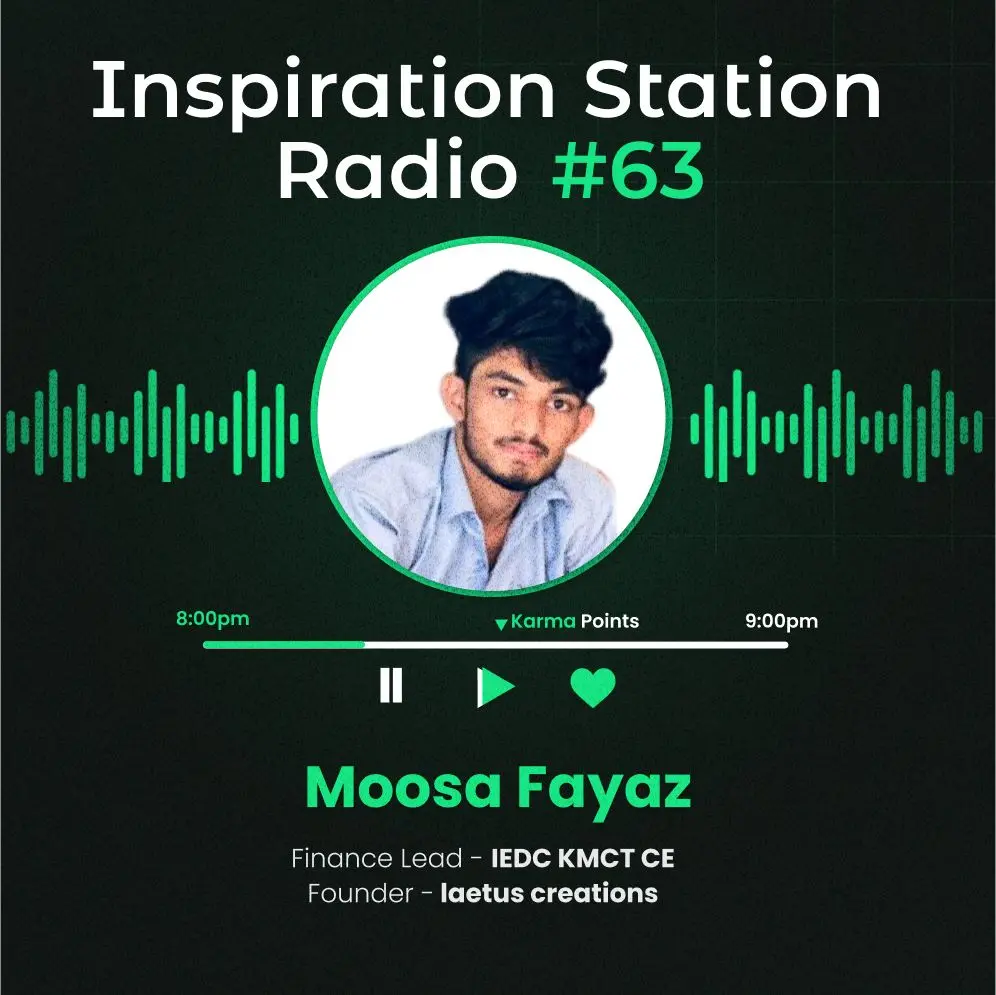 Inspiration Station
Radio #63
8:00pm
Karma Points
9:00pm
Moosa Fayaz
Finance Lead - IEDC KMCT CE
Founder - laetus creations